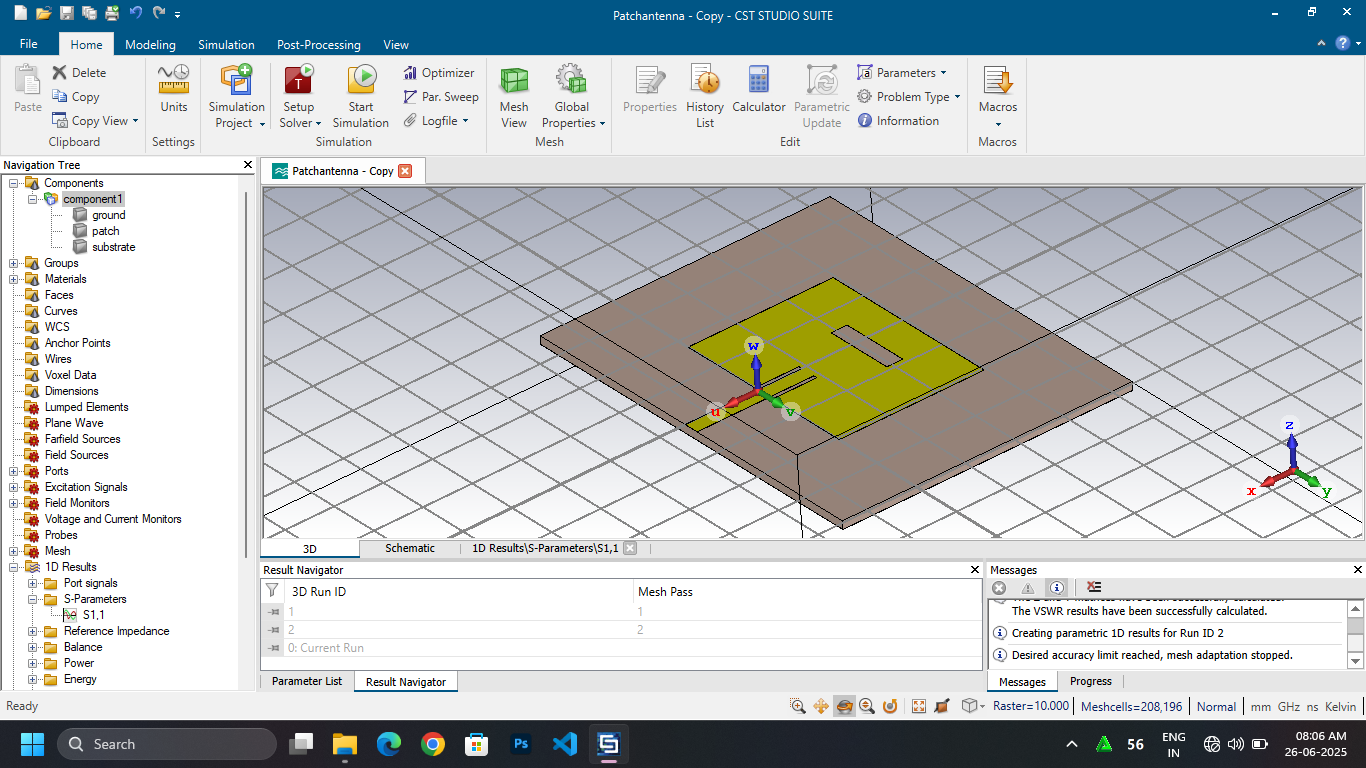 Patchantenna - Copy - CST STUDIO SUITE
File
Home
Modeling
Simulation
Post-Processing
View
Paste
Delete
Copy
Copy View
Clipboard
Units
Settings
Simulation
Project
Setup
Solver
Start
Simulation
Optimizer
Par. Sweep
Logfile
Simulation
Mesh
View
Global
Properties
Mesh
Properties
History
List
Calculator
Parametric
Update
Parameters
Problem Type
Information
Edit
Macros
Macros
Navigation Tree
Components
component1
ground
patch
substrate
Groups
Materials
Faces
Curves
WCS
Anchor Points
Wires
Voxel Data
Dimensions
Lumped Elements
Plane Wave
Farfield Sources
Field Sources
Ports
Excitation Signals
Field Monitors
Voltage and Current Monitors
Probes
Mesh
1D Results
Port signals
S-Parameters
S1,1
Reference Impedance
Balance
Power
Energy
Patchantenna - Copy
w
u
v
z
x
y
3D
Schematic
1D Results\S-Parameters\S1,1
Result Navigator
3D Run ID
Mesh Pass
1
1
2
2
0: Current Run
Parameter List
Result Navigator
Messages
The VSWR results have been successfully calculated.
Creating parametric 1D results for Run ID 2
Desired accuracy limit reached, mesh adaptation stopped.
Messages
Progress
Ready
Raster=10.000
Meshcells=208,196
Normal
mm GHz ns Kelvin
Search
Ps
56
ENG
IN
08:06 AM
26-06-2025